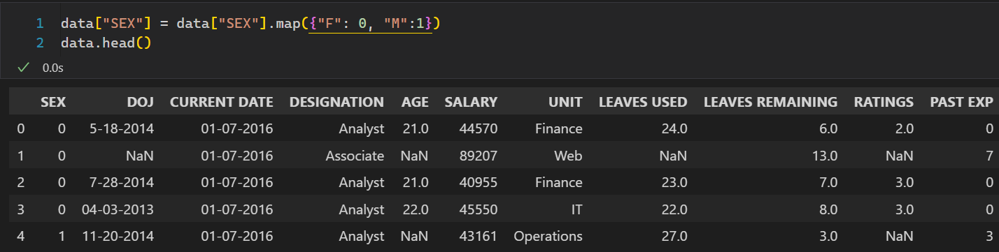 1 data["SEX"] = data["SEX"].map({"F": 0, "M":1})
2 data.head()
0.0s
SEX DOJ CURRENT DATE DESIGNATION AGE SALARY UNIT LEAVES USED LEAVES REMAINING RATINGS PAST EXP
0 0 5-18-2014 01-07-2016 Analyst 21.0 44570 Finance 24.0 6.0 2.0 0
1 0 NaN 01-07-2016 Associate NaN 89207 Web NaN 13.0 NaN 7
2 0 7-28-2014 01-07-2016 Analyst 21.0 40955 Finance 23.0 7.0 3.0 0
3 0 04-03-2013 01-07-2016 Analyst 22.0 45550 IT 22.0 8.0 3.0 0
4 1 11-20-2014 01-07-2016 Analyst NaN 43161 Operations 27.0 3.0 NaN 3